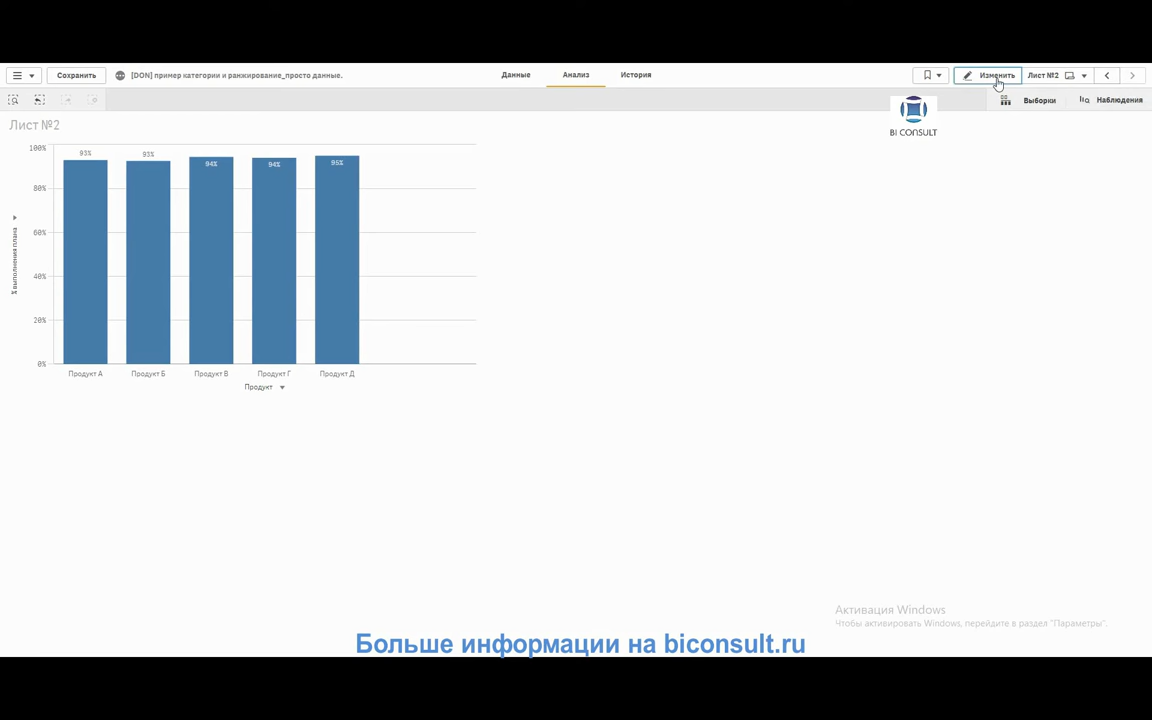 Сохранить
[DON] пример категории и ранжирование_просто данные.
Данные
Анализ
История
Изменить
Лист №2
Выборки
Наблюдения
BI CONSULT
Лист №2
100%
80%
60%
40%
20%
0%
% выполнения плана
93%
93%
94%
94%
95%
Продукт А
Продукт Б
Продукт В
Продукт Г
Продукт Д
Продукт
Активация Windows
Чтобы активировать Windows, перейдите в раздел "Параметры".
Больше информации на biconsult.ru